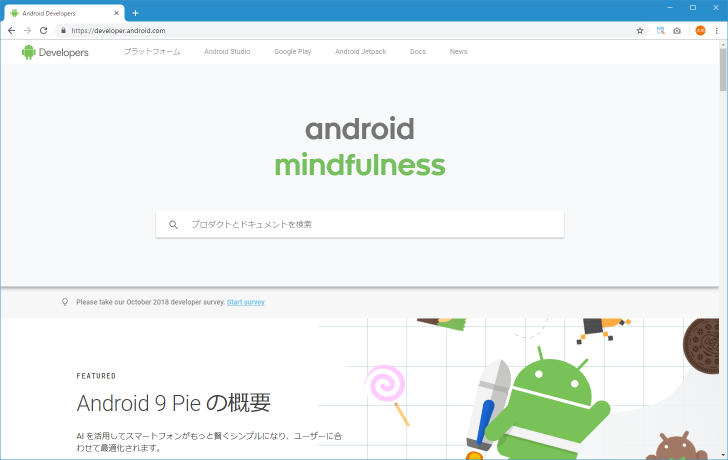 Android Developers
https://developer.android.com
Developers
プラットフォーム
Android Studio
Google Play
Android Jetpack
Docs
News
android
mindfulness
プロダクトとドキュメントを検索
Please take our October 2018 developer survey. Start survey
FEATURED
Android 9 Pie の概要
AI を活用してスマートフォンがもっと賢くシンプルになり、ユーザーに合
わせて最適化されます。